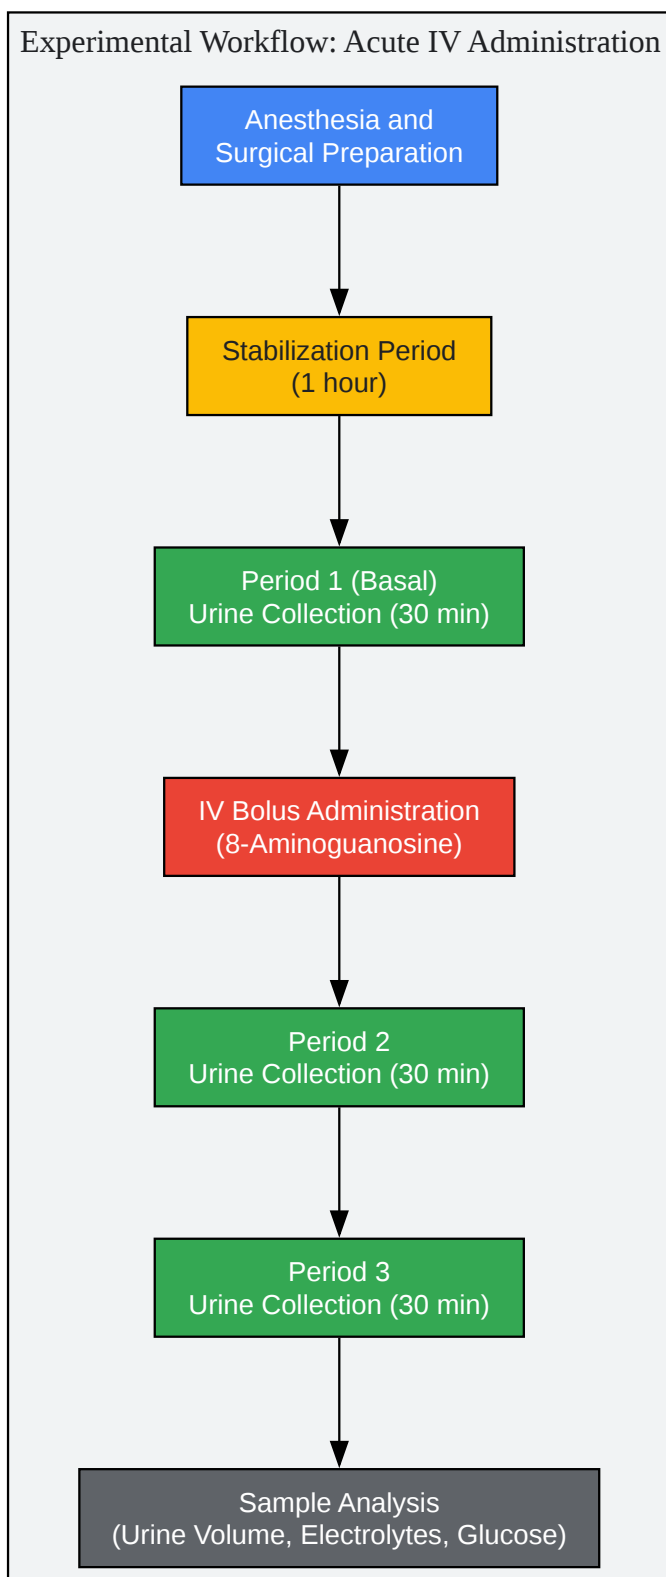 Experimental Workflow: Acute IV Administration
Anesthesia and
Surgical Preparation
Stabilization Period
(1 hour)
Period 1 (Basal)
Urine Collection (30 min)
IV Bolus Administration
(8-Aminoguanosine)
Period 2
Urine Collection (30 min)
Period 3
Urine Collection (30 min)
Sample Analysis
(Urine Volume, Electrolytes, Glucose)